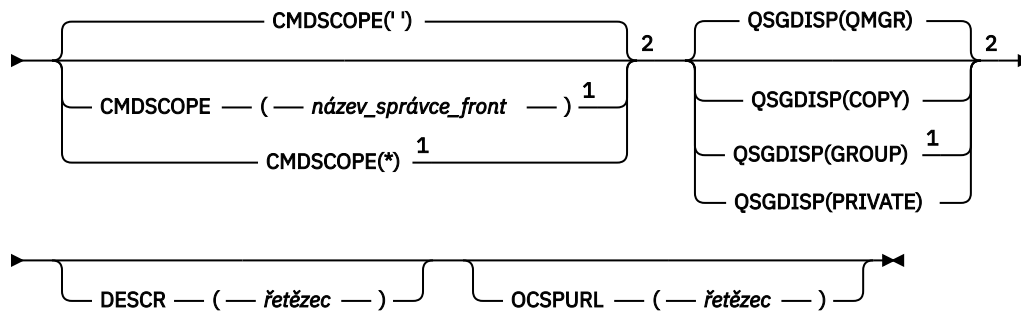 CMDSCOPE(' ')
2
CMDSCOPE ( název_správce_front ) 1
CMDSCOPE(*) 1
QSGDISP(QMGR)
2
QSGDISP(COPY)
QSGDISP(GROUP) 1
QSGDISP(PRIVATE)
DESCR ( řetězec ) OCSPURL ( řetězec )